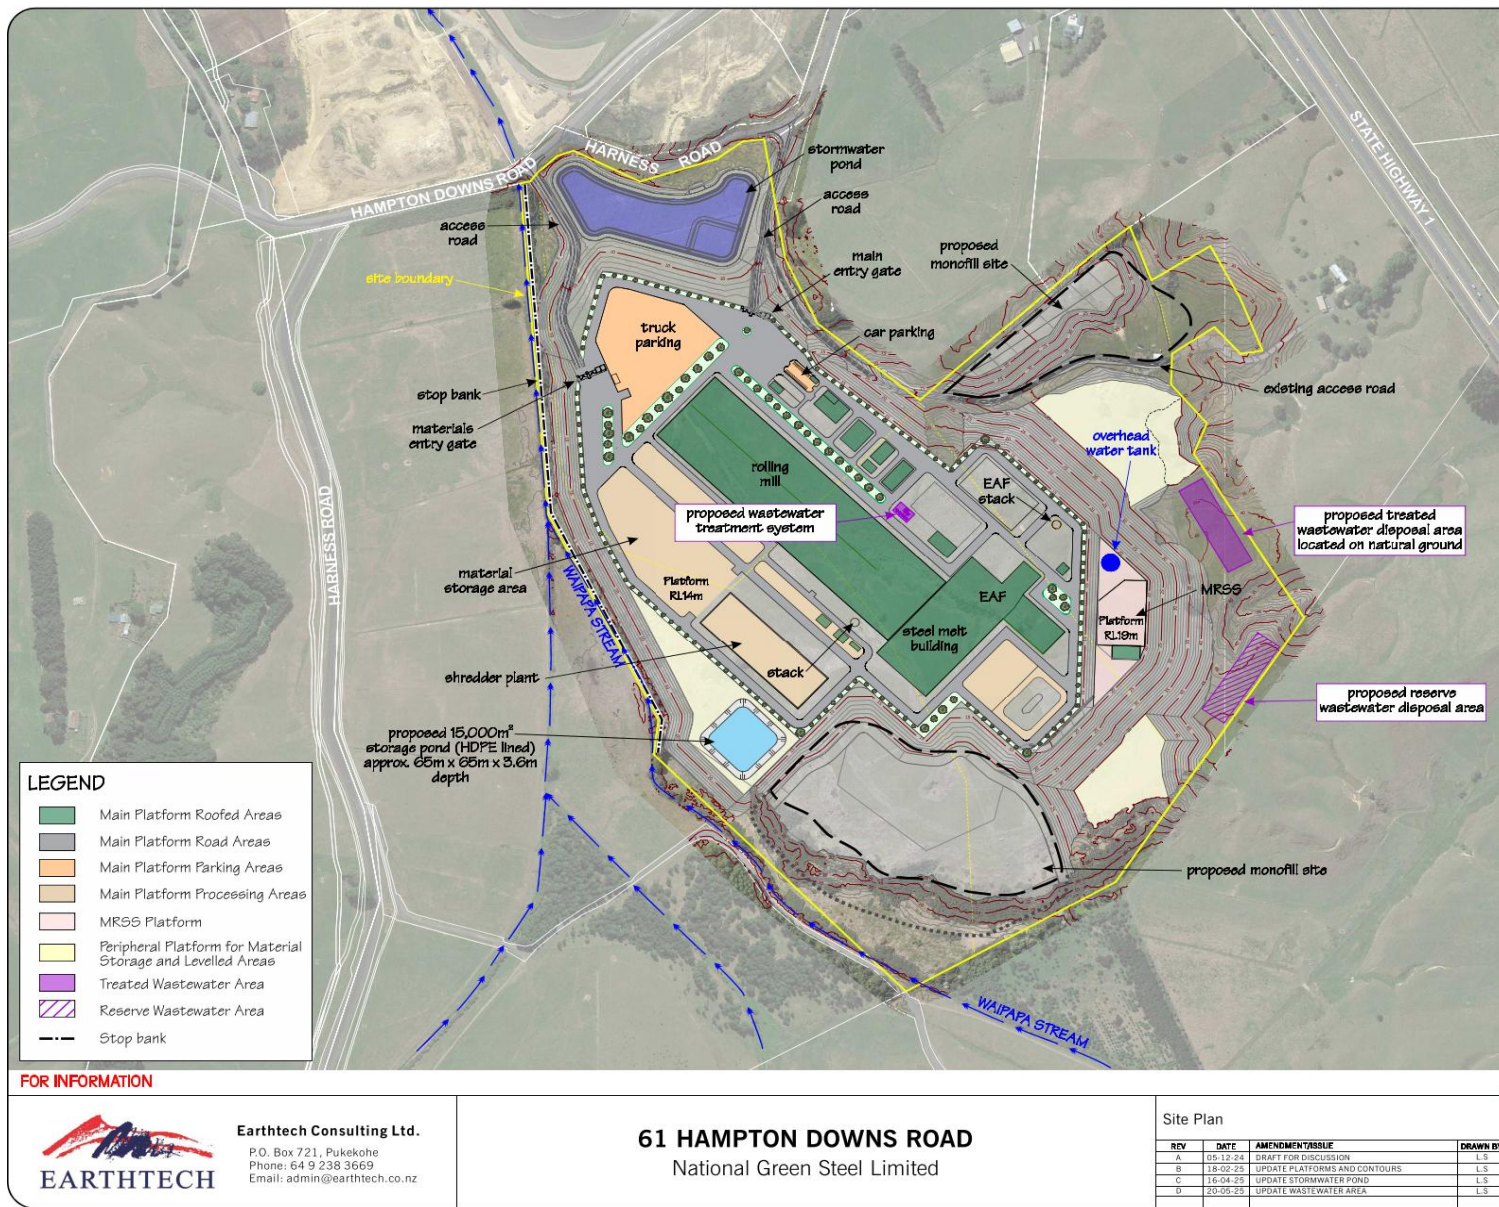 HARNESS ROAD
HAMPTON DOWNS ROAD
STATE HIGHWAY 1
stormwater
pond
access
road
access
road
main
entry gate
proposed
monofill site
site boundary
truck
parking
car parking
stop bank
existing access road
materials
entry gate
overhead
water tank
rolling
mill
EAF
stack
HARNESS ROAD
proposed wastewater
treatment system
proposed treated
wastewater disposal area
located on natural ground
material
storage area
WAIPAPA STREAM
Platform
RL14m
EAF
MRSS
Platform
RL19m
steel melt
building
stack
shredder plant
proposed reserve
wastewater disposal area
proposed 15,000m³
storage pond (HDPE lined)
approx. 65m x 65m x 3.6m
depth
proposed monofill site
WAIPAPA STREAM
LEGEND
Main Platform Roofed Areas
Main Platform Road Areas
Main Platform Parking Areas
Main Platform Processing Areas
MRSS Platform
Peripheral Platform for Material
Storage and Levelled Areas
Treated Wastewater Area
Reserve Wastewater Area
Stop bank
FOR INFORMATION
EARTHTECH
Earthtech Consulting Ltd.
P.O. Box 721, Pukekohe
Phone: 64 9 238 3669
Email: admin@earthtech.co.nz
61 HAMPTON DOWNS ROAD
National Green Steel Limited
Site Plan
REV DATE AMENDMENT/ISSUE DRAWN BY
A 05-12-24 DRAFT FOR DISCUSSION L.S
B 18-02-25 UPDATE PLATFORMS AND CONTOURS L.S
C 16-04-25 UPDATE STORMWATER POND L.S
D 20-05-25 UPDATE WASTEWATER AREA L.S